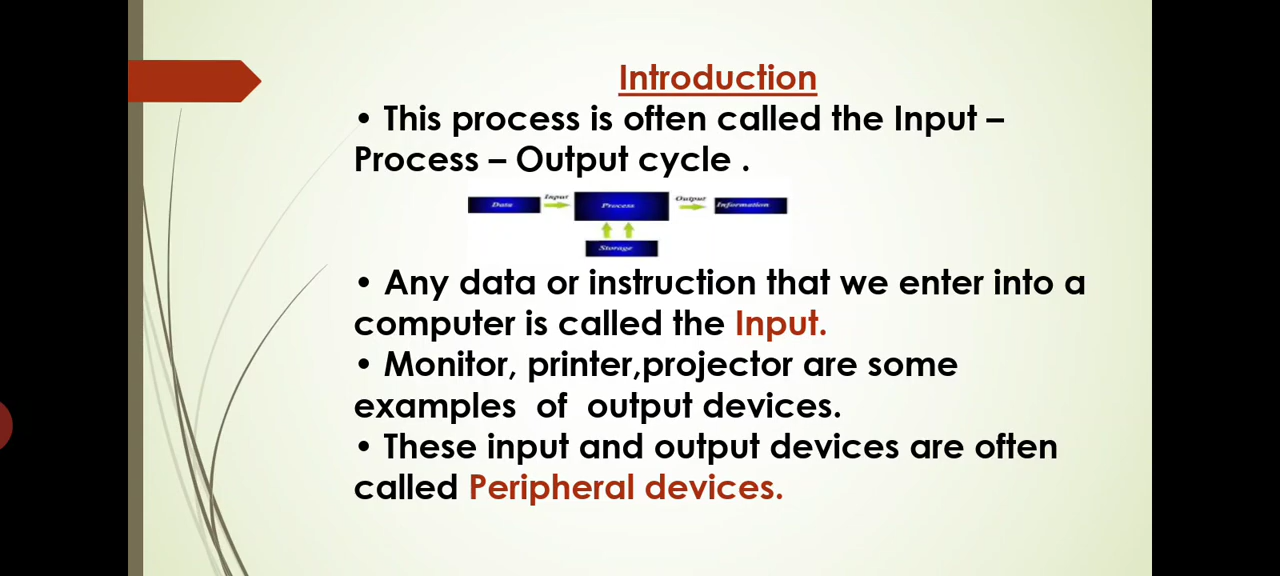 Introduction
• This process is often called the Input –
Process – Output cycle .
Data Input Process Output Information
Storage
• Any data or instruction that we enter into a
computer is called the Input.
• Monitor, printer,projector are some
examples of output devices.
• These input and output devices are often
called Peripheral devices.